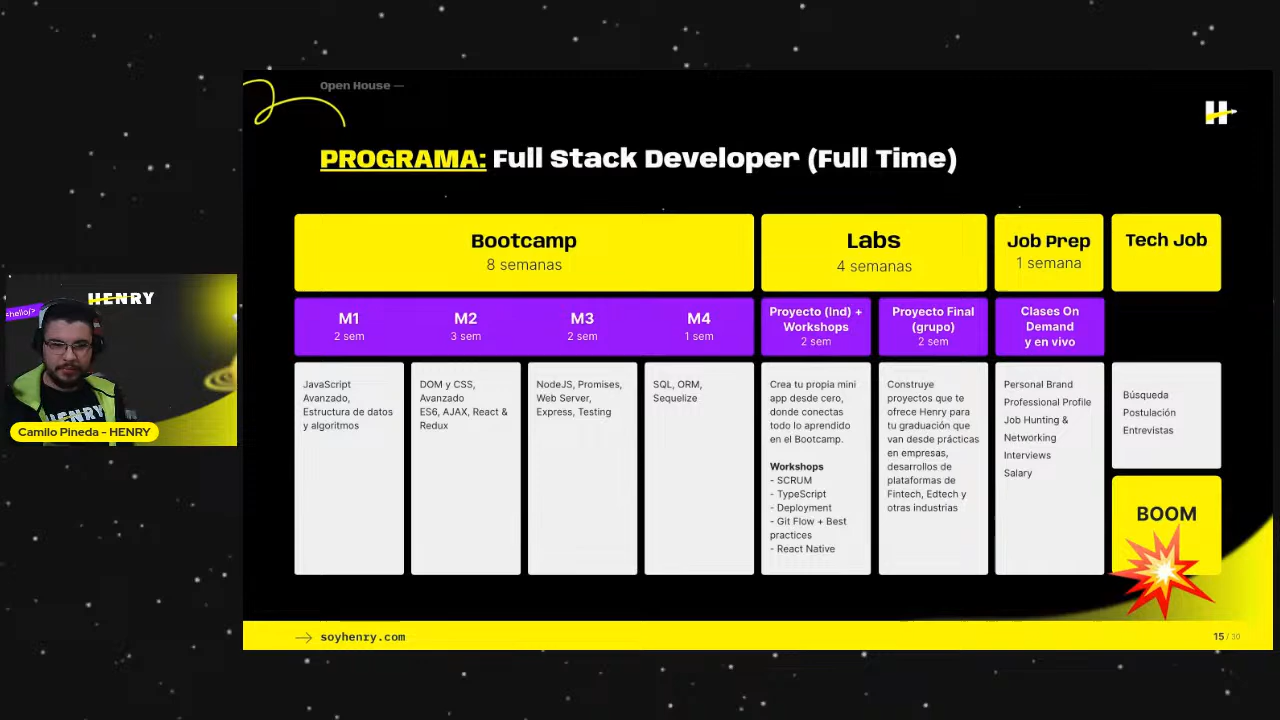 Open House —
H
PROGRAMA: Full Stack Developer (Full Time)
Bootcamp
8 semanas
Labs
4 semanas
Job Prep
1 semana
Tech Job
M1
2 sem
M2
3 sem
M3
2 sem
M4
1 sem
Proyecto (Ind) +
Workshops
2 sem
Proyecto Final
(grupo)
2 sem
Clases On
Demand
y en vivo
JavaScript
Avanzado,
Estructura de datos
y algoritmos
DOM y CSS,
Avanzado
ES6, AJAX, React &
Redux
NodeJS, Promises,
Web Server,
Express, Testing
SQL, ORM,
Sequelize
Crea tu propia mini
app desde cero,
donde conectas
todo lo aprendido
en el Bootcamp.
Workshops
- SCRUM
- TypeScript
- Deployment
- Git Flow + Best
practices
- React Native
Construye
proyectos que te
ofrece Henry para
tu graduación que
van desde prácticas
en empresas,
desarrollos de
plataformas de
Fintech, Edtech y
otras industrias
Personal Brand
Professional Profile
Job Hunting &
Networking
Interviews
Salary
Búsqueda
Postulación
Entrevistas
BOOM
HENRY
<hello/>
HENRY
Camilo Pineda - HENRY
→ soyhenry.com
15 / 30